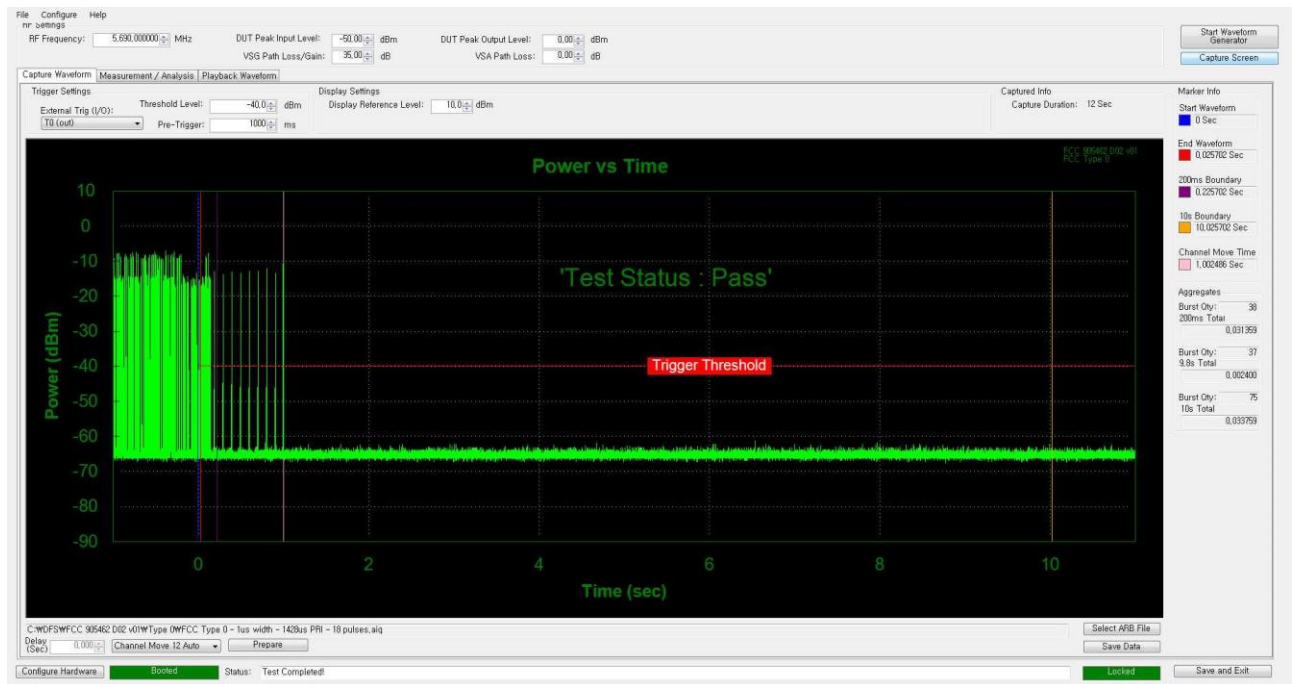 File Configure Help
RF Settings
RF Frequency: 5,690,000000 MHz DUT Peak Input Level: -50,00 dBm DUT Peak Output Level: 0,00 dBm
VSG Path Loss/Gain: 35,00 dB VSA Path Loss: 0,00 dB
Start Waveform Generator
Capture Screen
Capture Waveform Measurement / Analysis Playback Waveform
Trigger Settings
External Trig (I/O): Threshold Level: -40,0 dBm
T0 (out) Pre-Trigger: 1000 ms
Display Settings
Display Reference Level: 10,0 dBm
Captured Info
Capture Duration: 12 Sec
Marker Info
Start Waveform
0 Sec
End Waveform
0,025702 Sec
200ms Boundary
0,225702 Sec
10s Boundary
10,025702 Sec
Channel Move Time
1,002486 Sec
Aggregates
Burst Qty: 38
200ms Total
0,031359
Burst Qty: 37
9,8s Total
0,002400
Burst Qty: 75
10s Total
0,033759
FCC 905462 D02 v01
FCC Type 0
Power vs Time
'Test Status : Pass'
Trigger Threshold
Power (dBm)
10
0
-10
-20
-30
-40
-50
-60
-70
-80
-90
0 2 4 6 8 10
Time (sec)
C:₩DFS₩FCC 905462 D02 v01₩Type 0₩FCC Type 0 - 1us width - 1428us PRI - 18 pulses,aiq
Select ARB File
Delay (Sec) 0,000 Channel Move 12 Auto Prepare
Save Data
Configure Hardware Booted Status: Test Completed! Locked Save and Exit